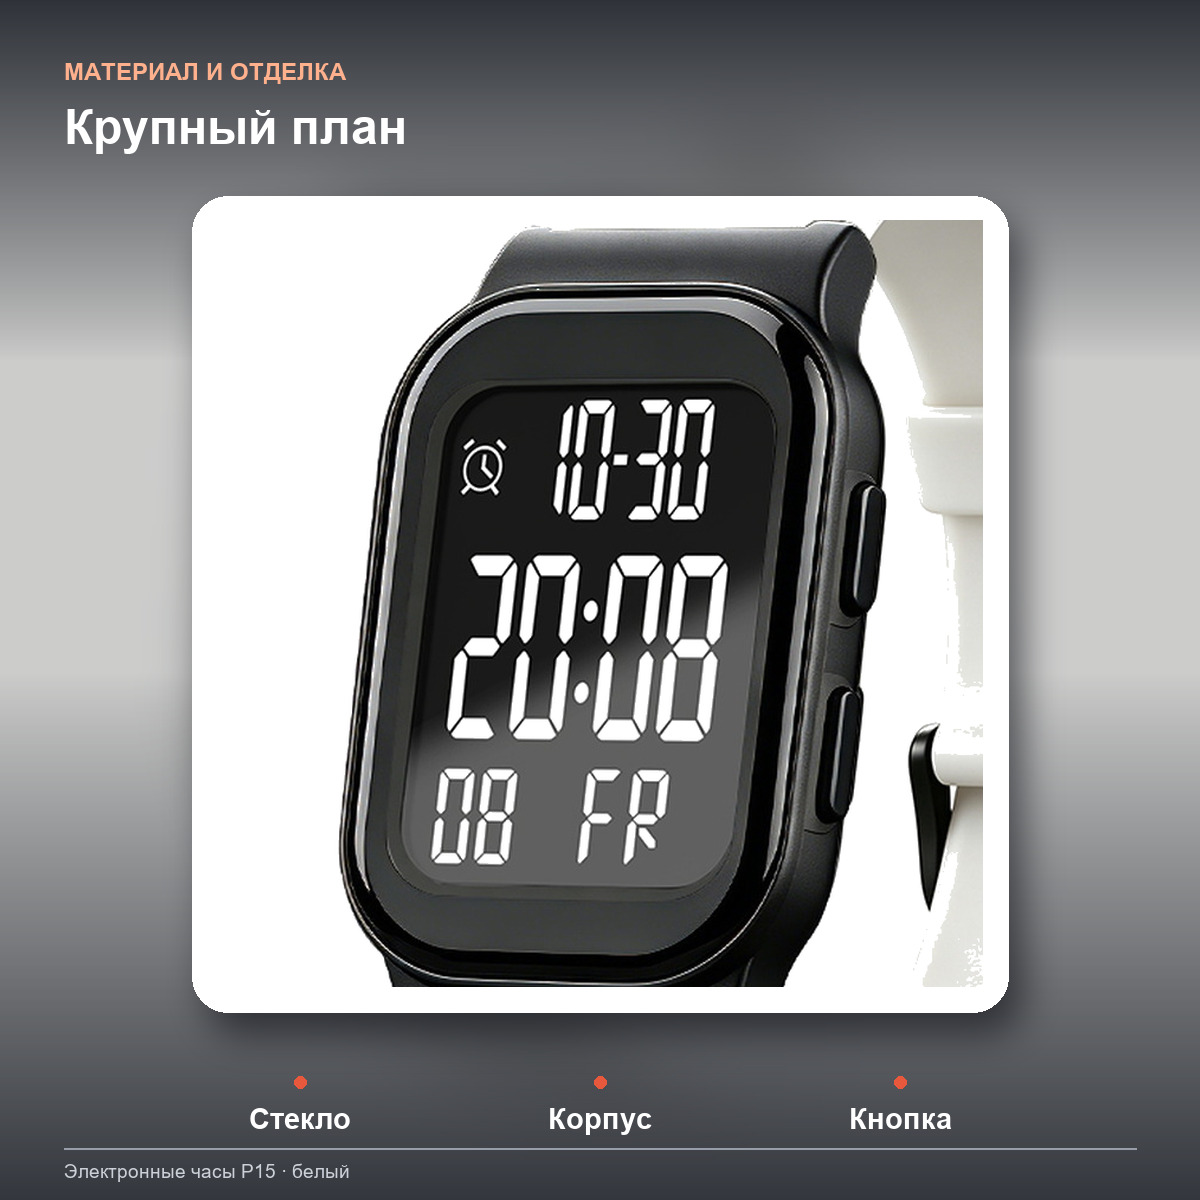 МАТЕРИАЛ И ОТДЕЛКА
Крупный план
10-30
20:08
08 FR
Стекло Корпус Кнопка
Электронные часы P15 · белый